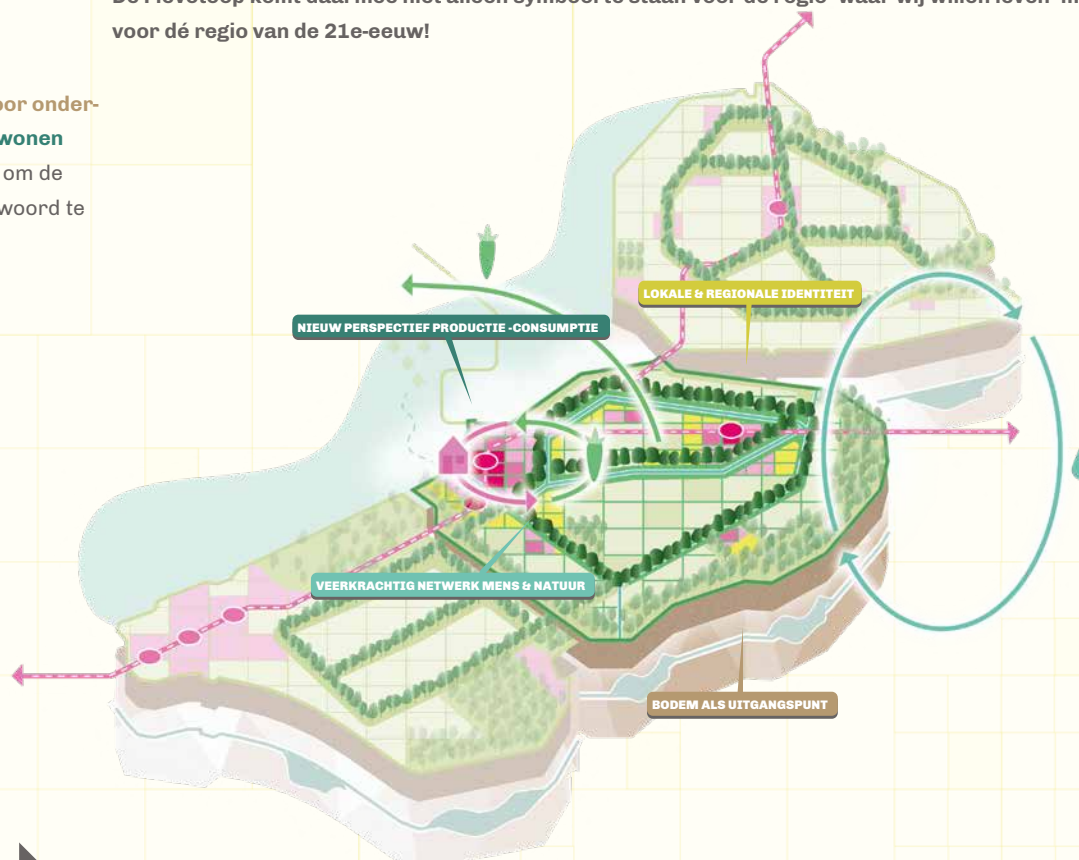 voor dé regio van de 21e-eeuw!
oor onder-
wonen
om de
woord te
LOKALE & REGIONALE IDENTITEIT
NIEUW PERSPECTIEF PRODUCTIE -CONSUMPTIE
VEERKRACHTIG NETWERK MENS & NATUUR
BODEM ALS UITGANGSPUNT